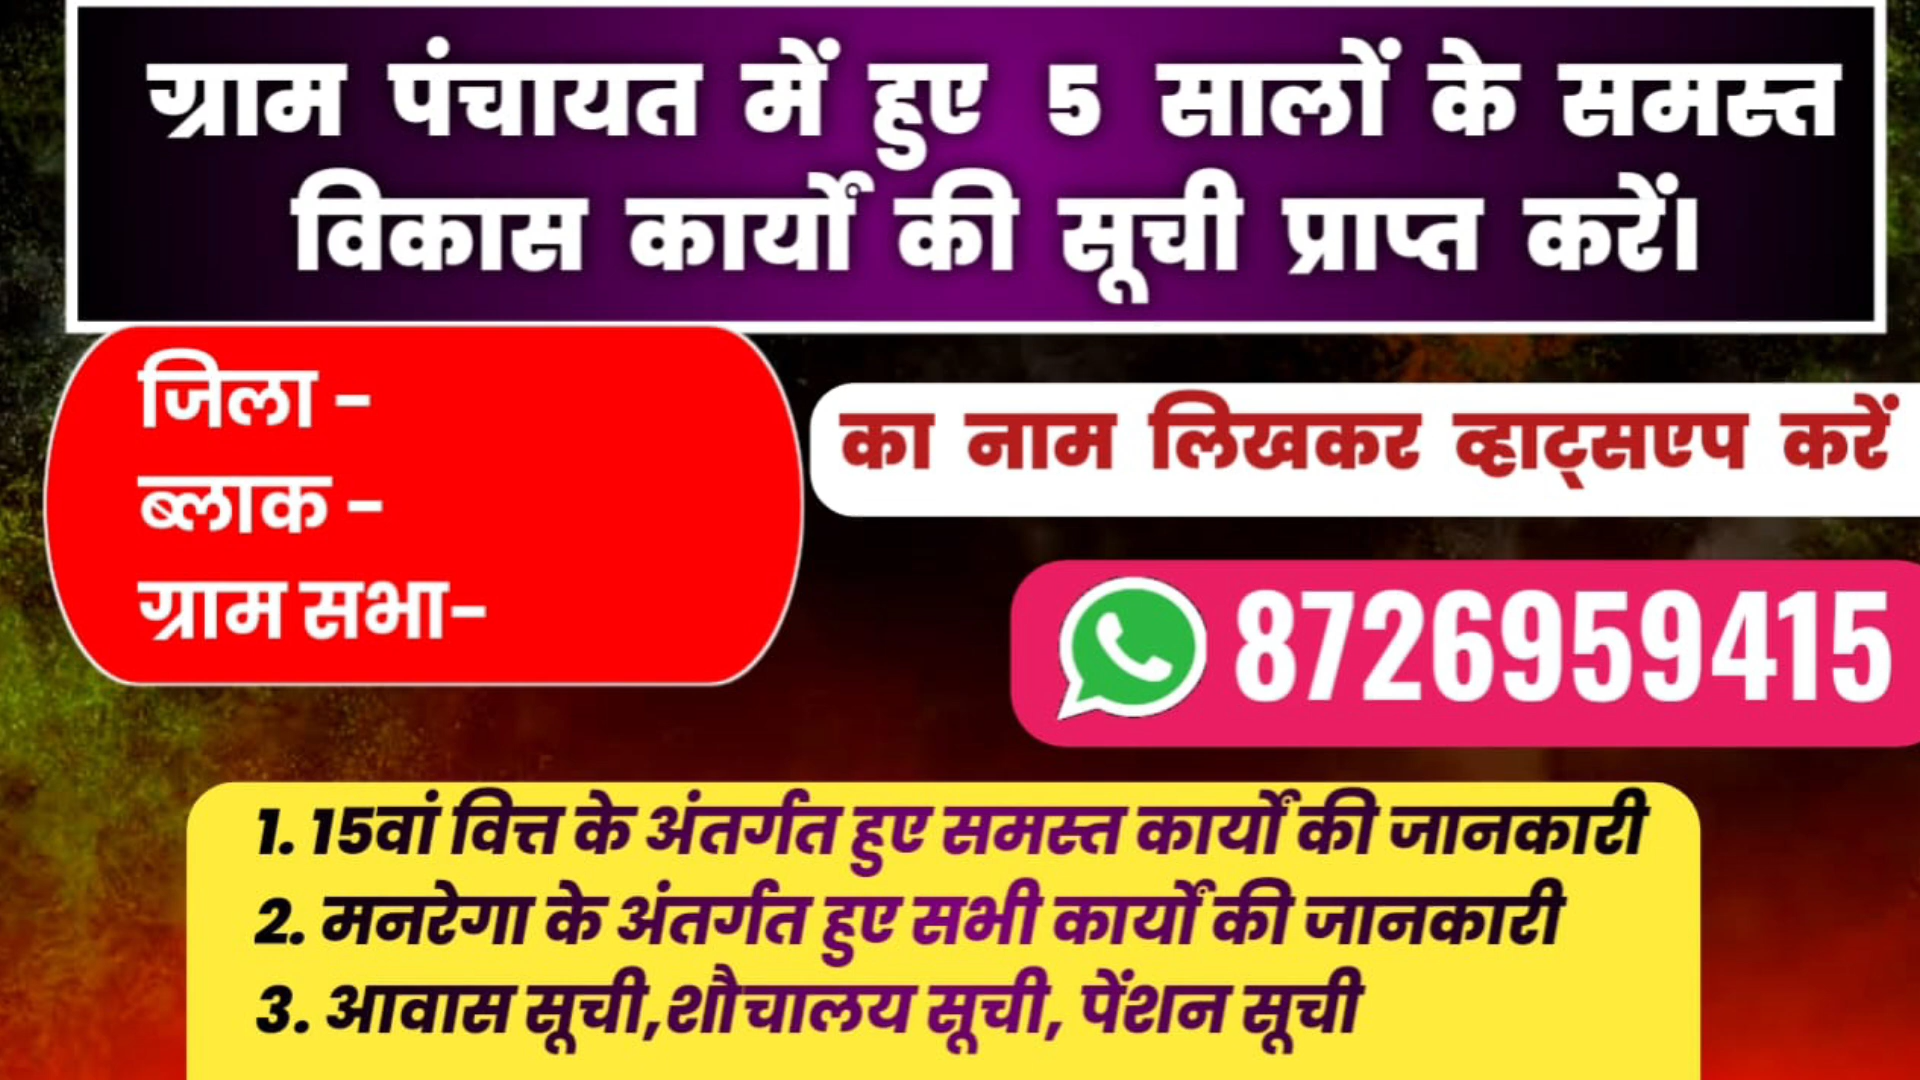 ग्राम पंचायत में हुए 5 सालों के समस्त
विकास कार्यों की सूची प्राप्त करें।
जिला -
ब्लाक -
ग्राम सभा-
का नाम लिखकर व्हाट्सएप करें
8726959415
1. 15वां वित्त के अंतर्गत हुए समस्त कार्यों की जानकारी
2. मनरेगा के अंतर्गत हुए सभी कार्यों की जानकारी
3. आवास सूची,शौचालय सूची, पेंशन सूची